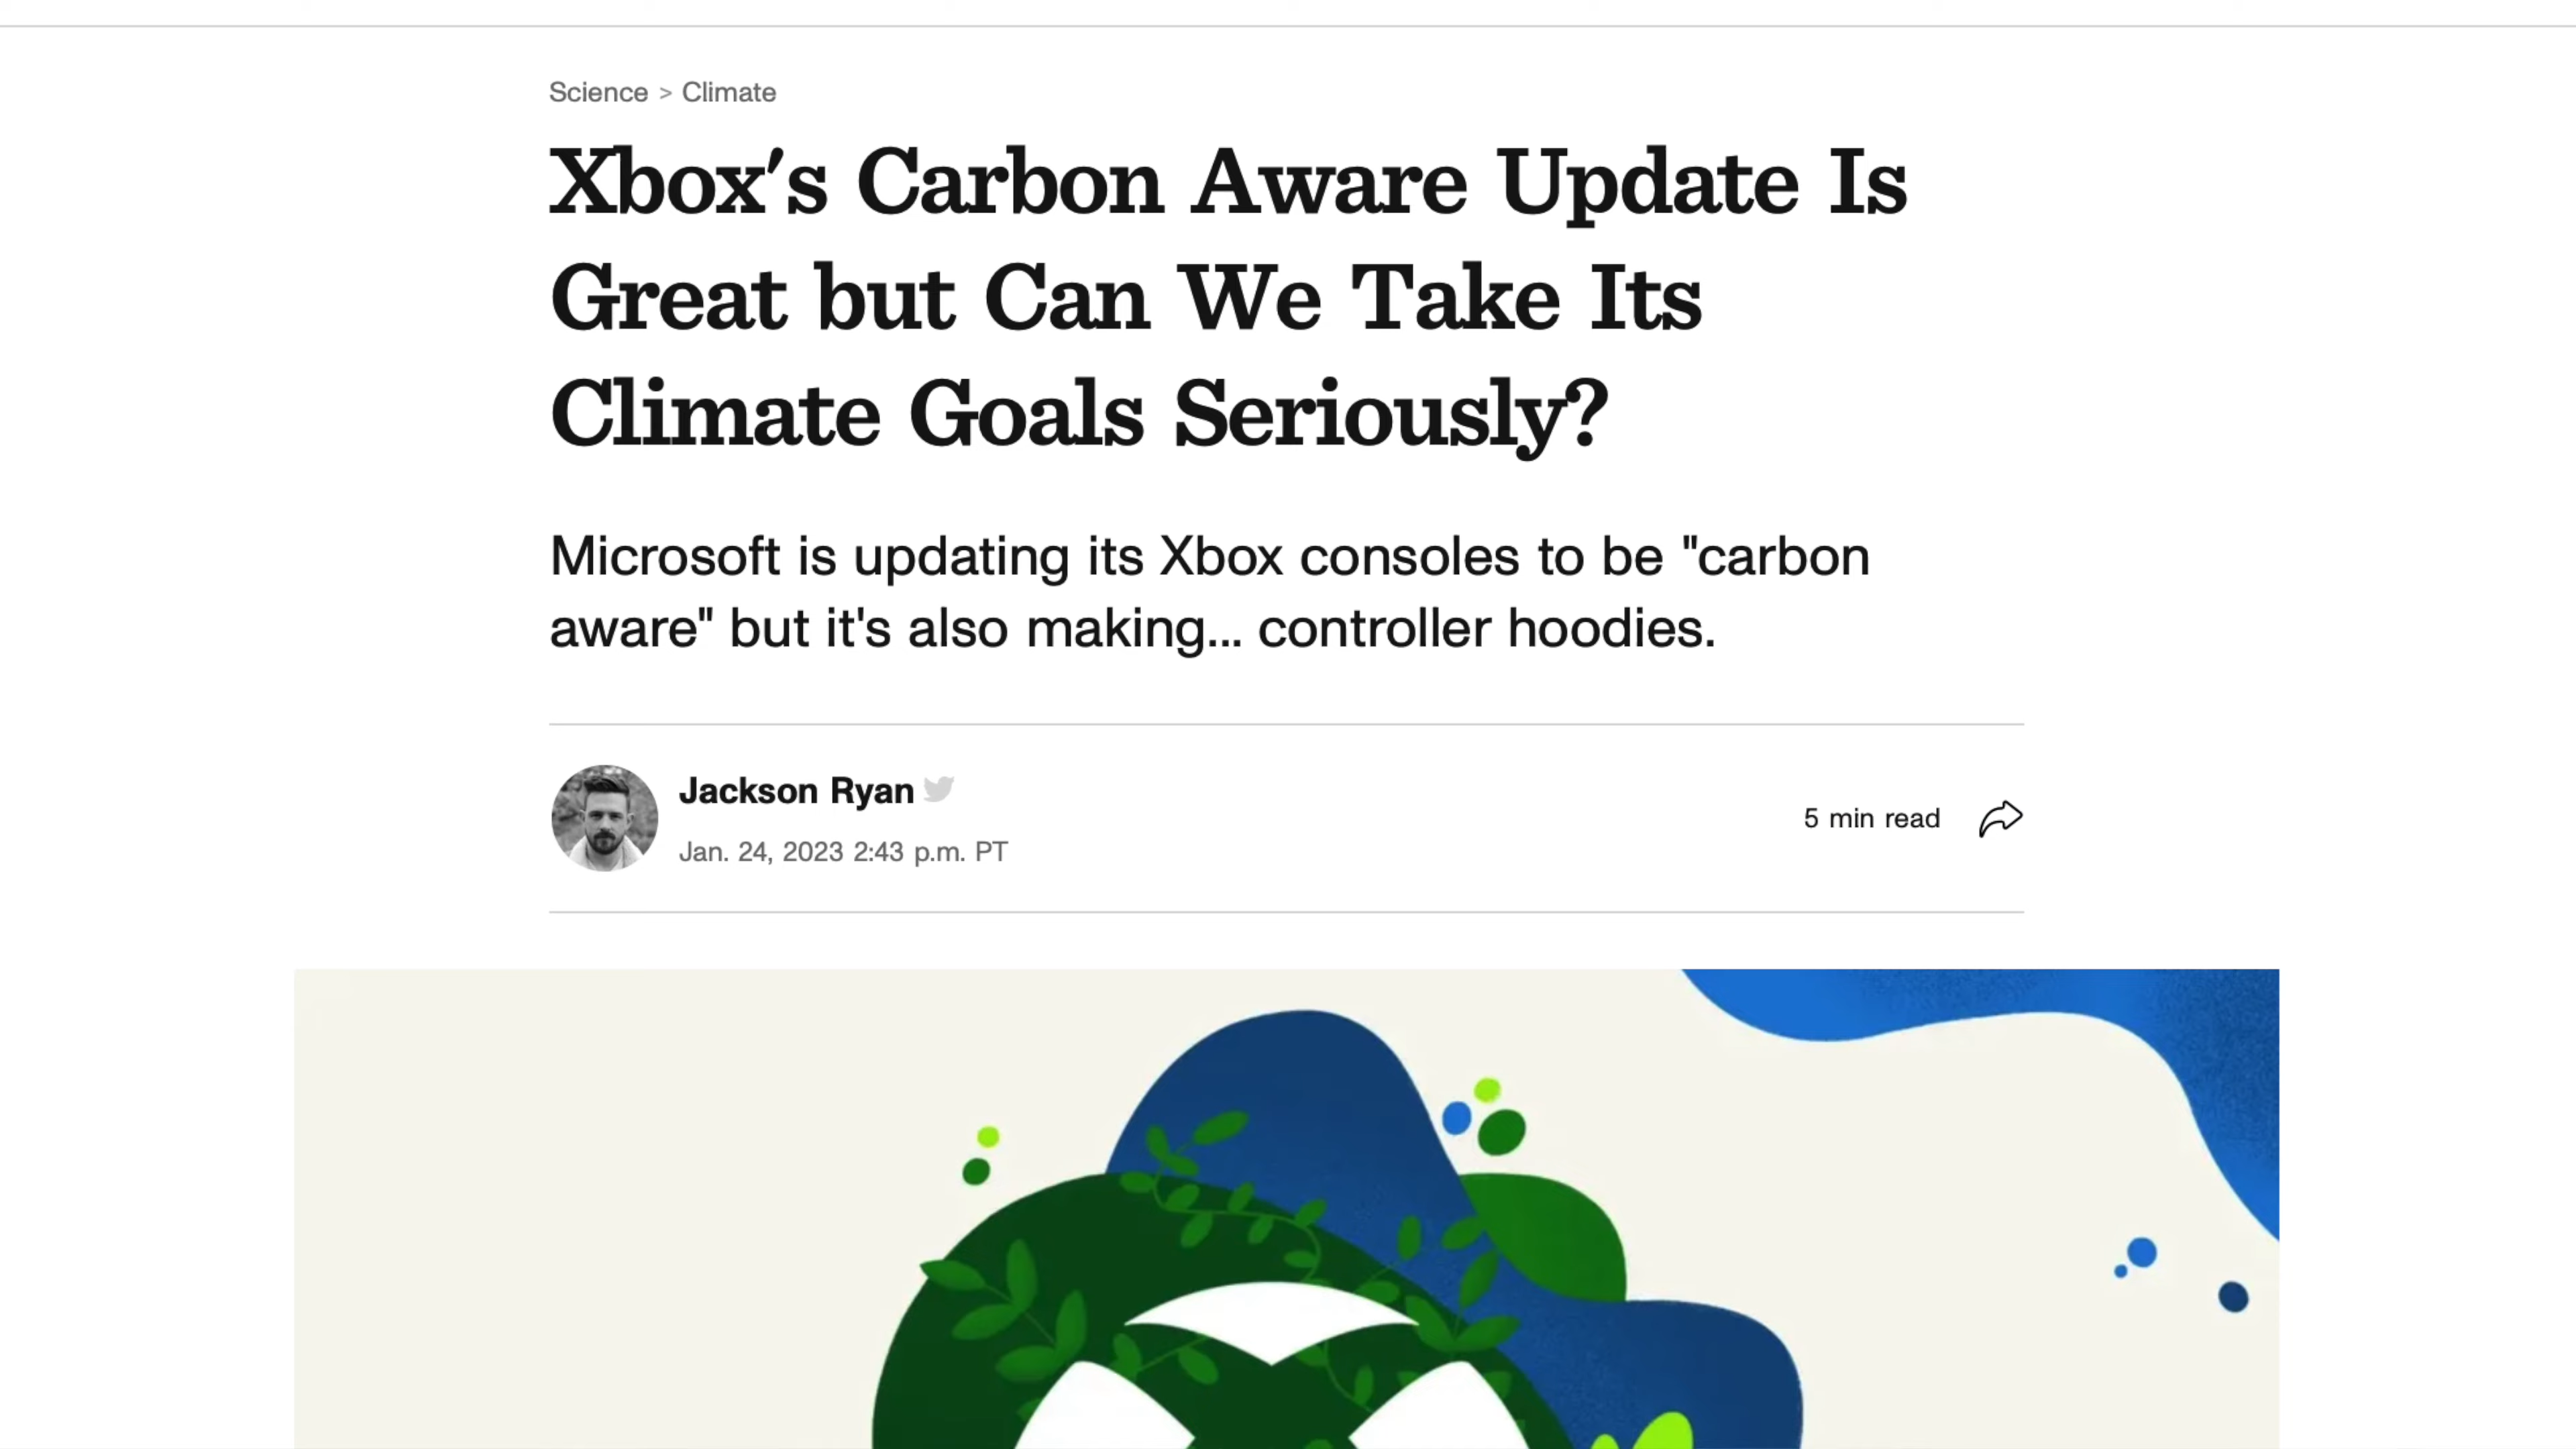 Science > Climate
Xbox's Carbon Aware Update Is
Great but Can We Take Its
Climate Goals Seriously?
Microsoft is updating its Xbox consoles to be "carbon
aware" but it's also making... controller hoodies.
Jackson Ryan
Jan. 24, 2023 2:43 p.m. PT
5 min read